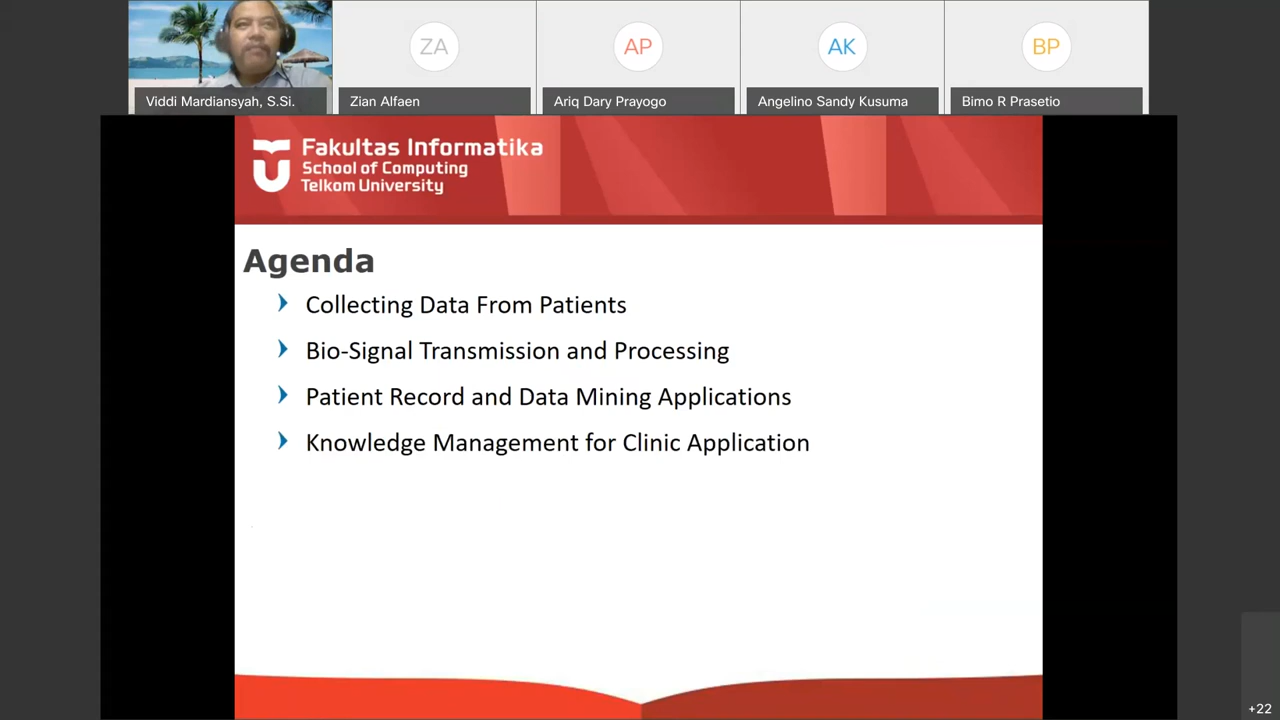 ZA
AP
AK
BP
Viddi Mardiansyah, S.Si.
Zian Alfaen
Ariq Dary Prayogo
Angelino Sandy Kusuma
Bimo R Prasetio
Fakultas Informatika
School of Computing
Telkom University
Agenda
Collecting Data From Patients
Bio-Signal Transmission and Processing
Patient Record and Data Mining Applications
Knowledge Management for Clinic Application
+22